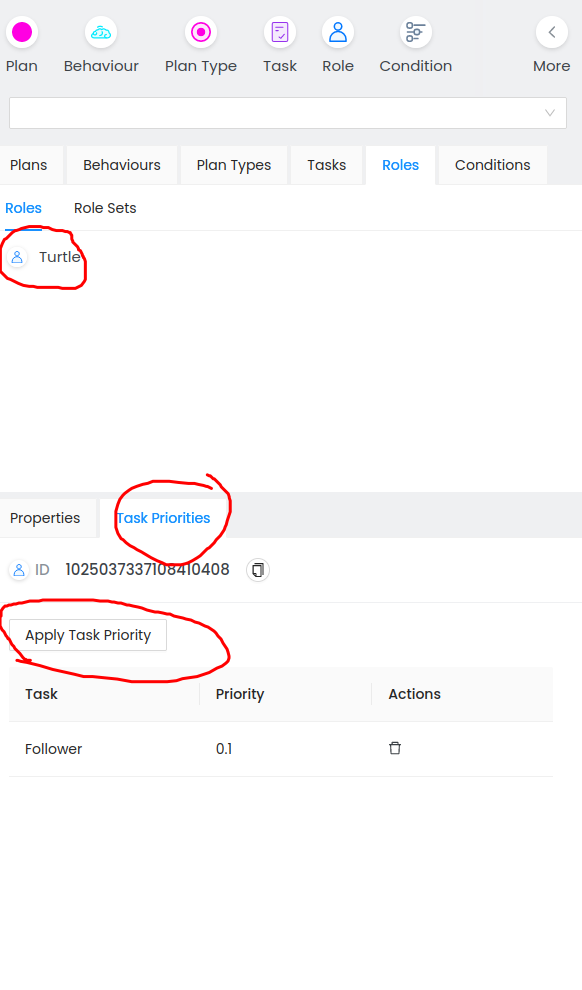 Plan Behaviour Plan Type Task Role Condition More
Plans Behaviours Plan Types Tasks Roles Conditions
Roles Role Sets
Turtle
Properties Task Priorities
ID 1025037337108410408
Apply Task Priority
Task Priority Actions
Follower 0.1